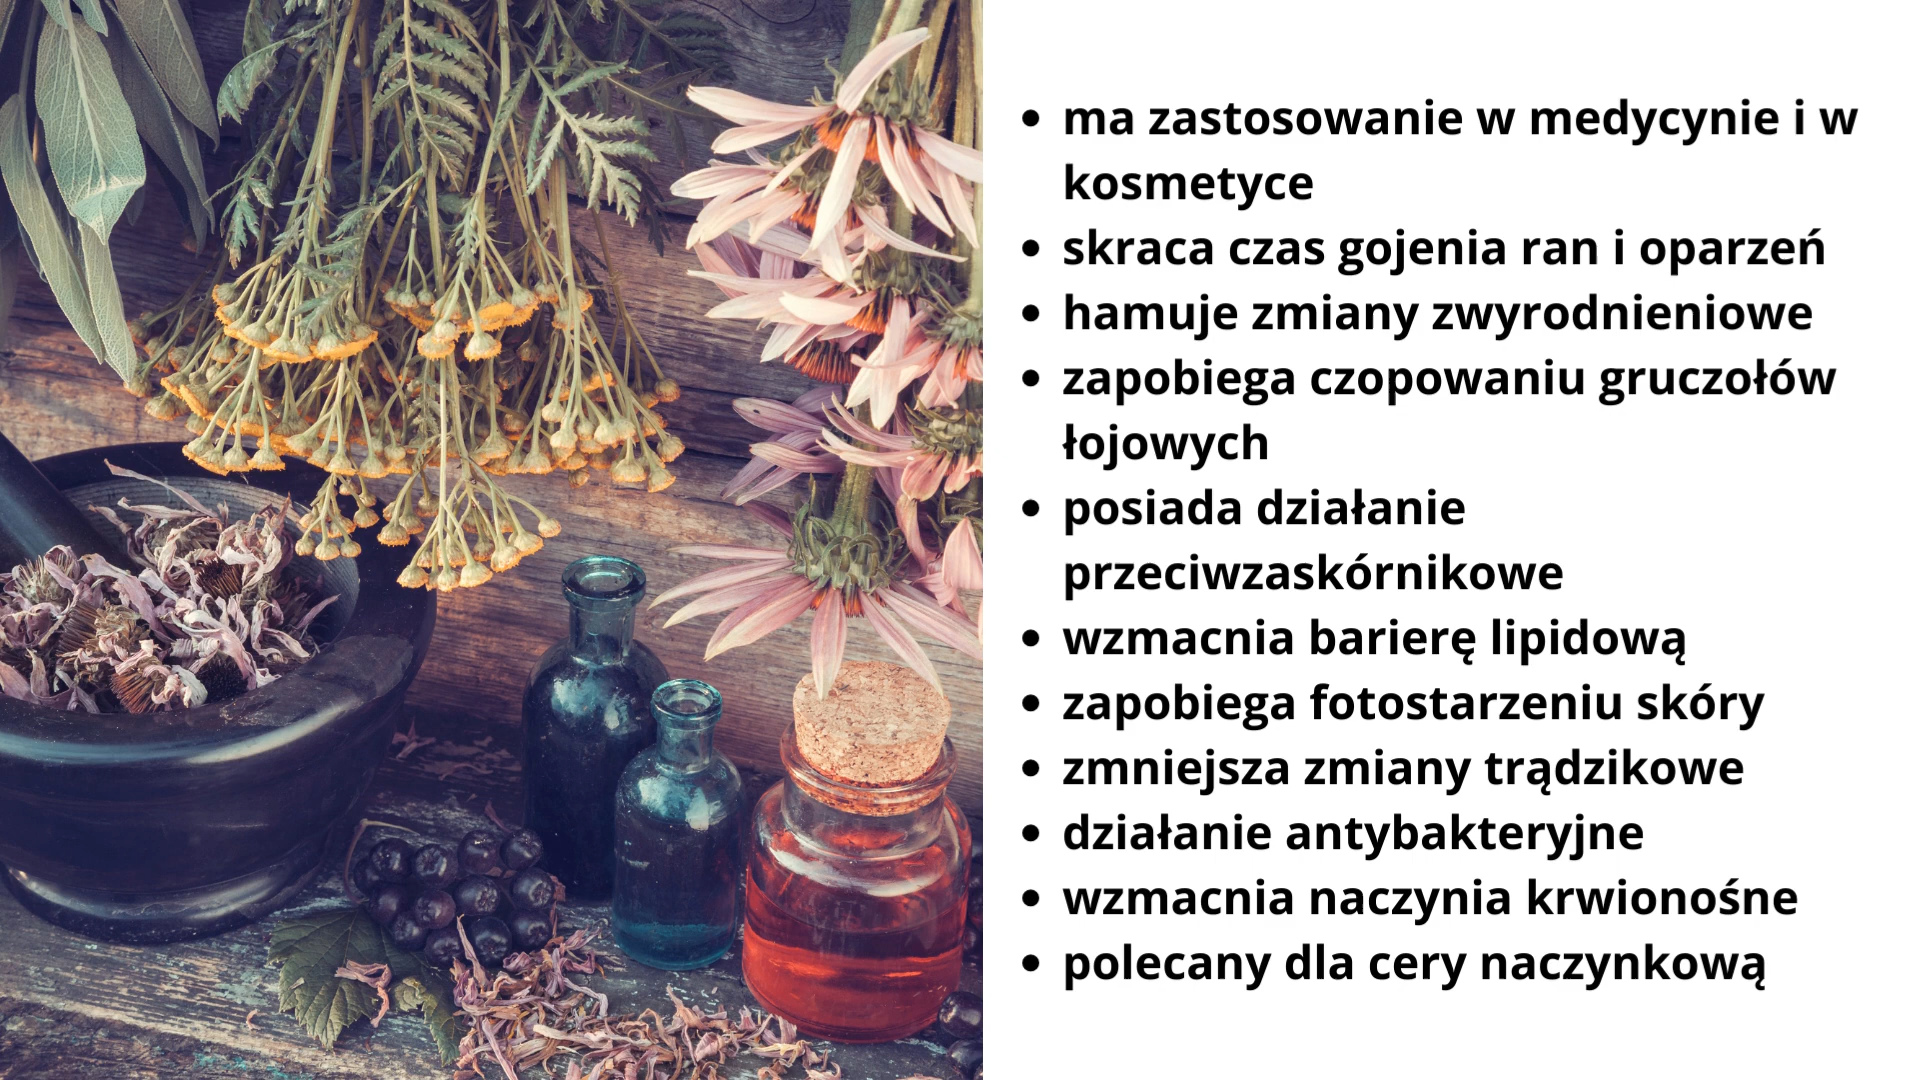 • ma zastosowanie w medycynie i w
kosmetyce
• skraca czas gojenia ran i oparzeń
• hamuje zmiany zwyrodnieniowe
• zapobiega czopowaniu gruczołów
łojowych
• posiada działanie
przeciwzaskórnikowe
• wzmacnia barierę lipidową
• zapobiega fotostarzeniu skóry
• zmniejsza zmiany trądzikowe
• działanie antybakteryjne
• wzmacnia naczynia krwionośne
• polecany dla cery naczynkową